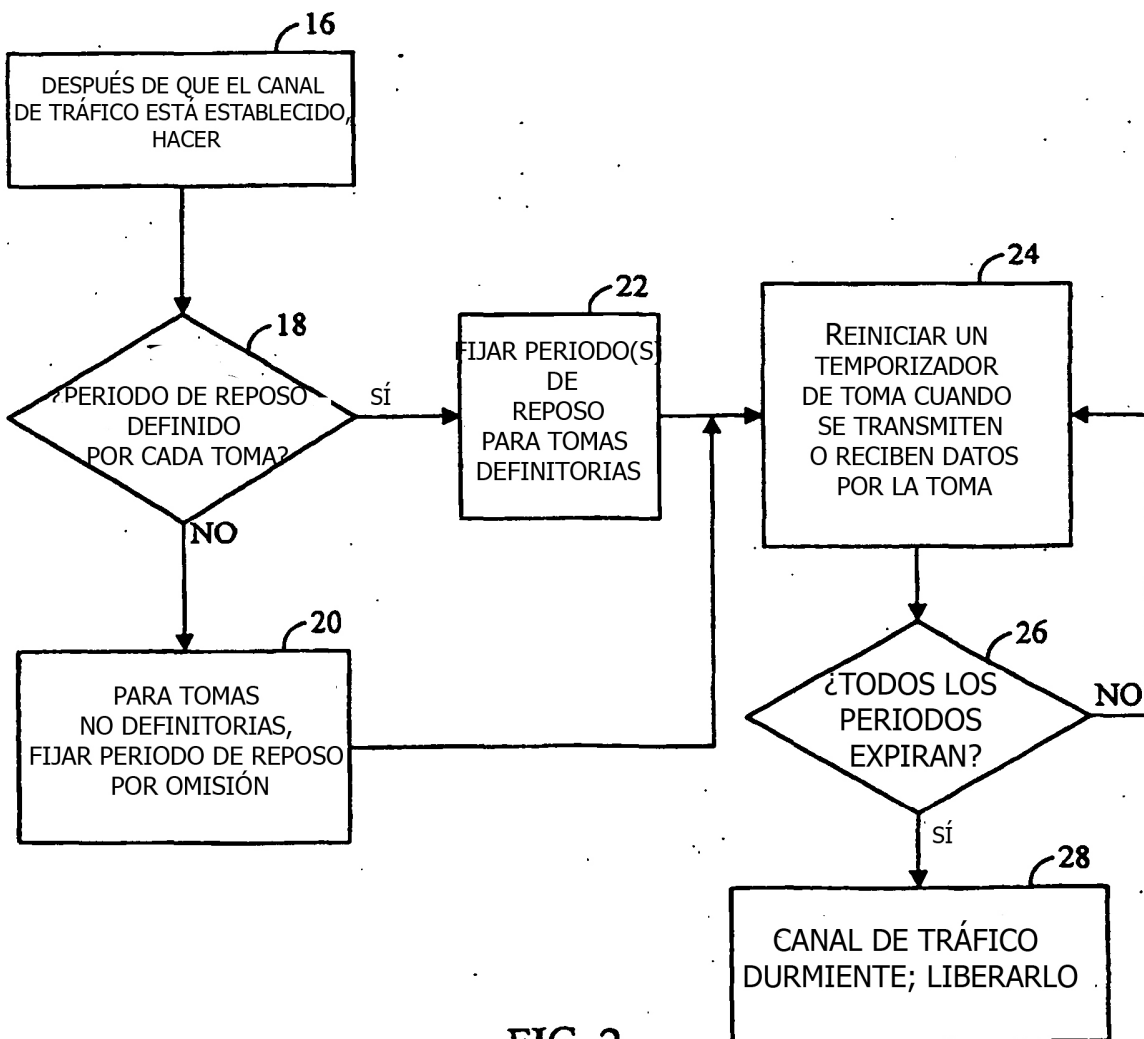 16
DESPUÉS DE QUE EL CANAL
DE TRÁFICO ESTÁ ESTABLECIDO,
HACER
18
¿PERIODO DE REPOSO
DEFINIDO
POR CADA TOMA?
SÍ
NO
22
FIJAR PERIODO(S)
DE
REPOSO
PARA TOMAS
DEFINITORIAS
20
PARA TOMAS
NO DEFINITORIAS,
FIJAR PERIODO DE REPOSO
POR OMISIÓN
24
REINICIAR UN
TEMPORIZADOR
DE TOMA CUANDO
SE TRANSMITEN
O RECIBEN DATOS
POR LA TOMA
26
¿TODOS LOS
PERIODOS
EXPIRAN?
NO
SÍ
28
CANAL DE TRÁFICO
DURMIENTE; LIBERARLO
FIG. 2